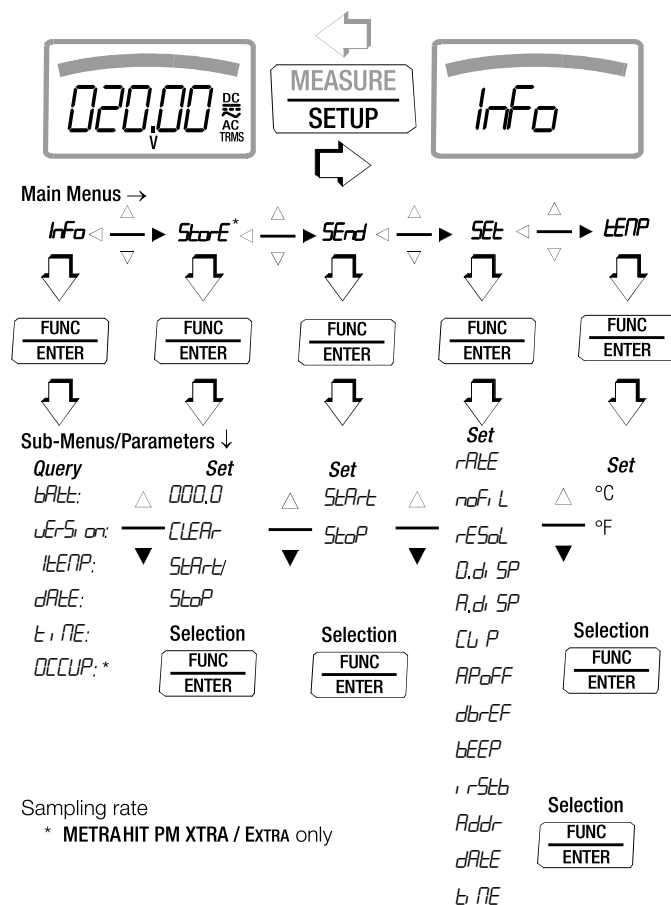 MEASURE
SETUP
020.00 V DC AC TRMS
InFo
Main Menus →
InFo StorE* SEnd SEt tEMP
FUNC
ENTER
FUNC
ENTER
FUNC
ENTER
FUNC
ENTER
FUNC
ENTER
Sub-Menus/Parameters ↓
Query
bAtt:
vErSion:
ItEMP:
dAtE:
tiME:
OCCUP: *
Set
000.0
CLEAr
StArt/
StoP
Selection
FUNC
ENTER
Set
StArt
StoP
Selection
FUNC
ENTER
Set
rAtE
noFiL
rESoL
0.diSP
A.diSP
CLiP
APoFF
dbrEF
bEEP
irStb
Addr
dAtE
tiME
Selection
FUNC
ENTER
Set
°C
°F
Selection
FUNC
ENTER
Sampling rate
* METRAHIT PM XTRA / EXTRA only